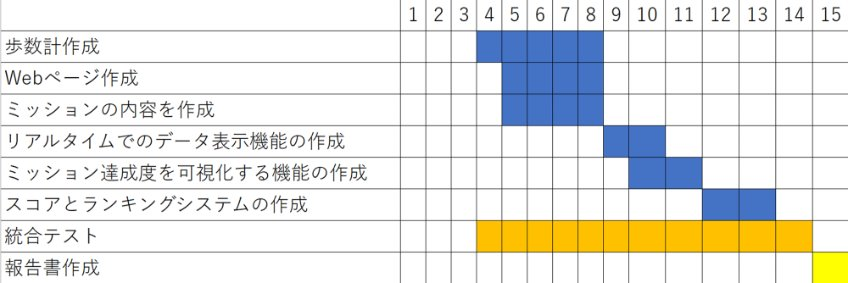 1 2 3 4 5 6 7 8 9 10 11 12 13 14 15
歩数計作成
Webページ作成
ミッションの内容を作成
リアルタイムでのデータ表示機能の作成
ミッション達成度を可視化する機能の作成
スコアとランキングシステムの作成
統合テスト
報告書作成